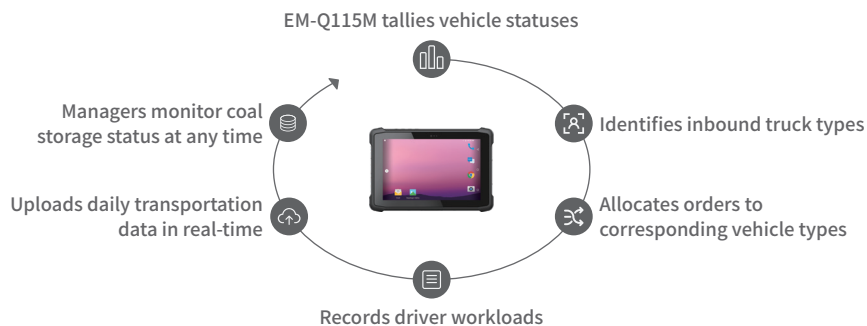 EM-Q115M tallies vehicle statuses
Identifies inbound truck types
Allocates orders to
corresponding vehicle types
Records driver workloads
Uploads daily transportation
data in real-time
Managers monitor coal
storage status at any time